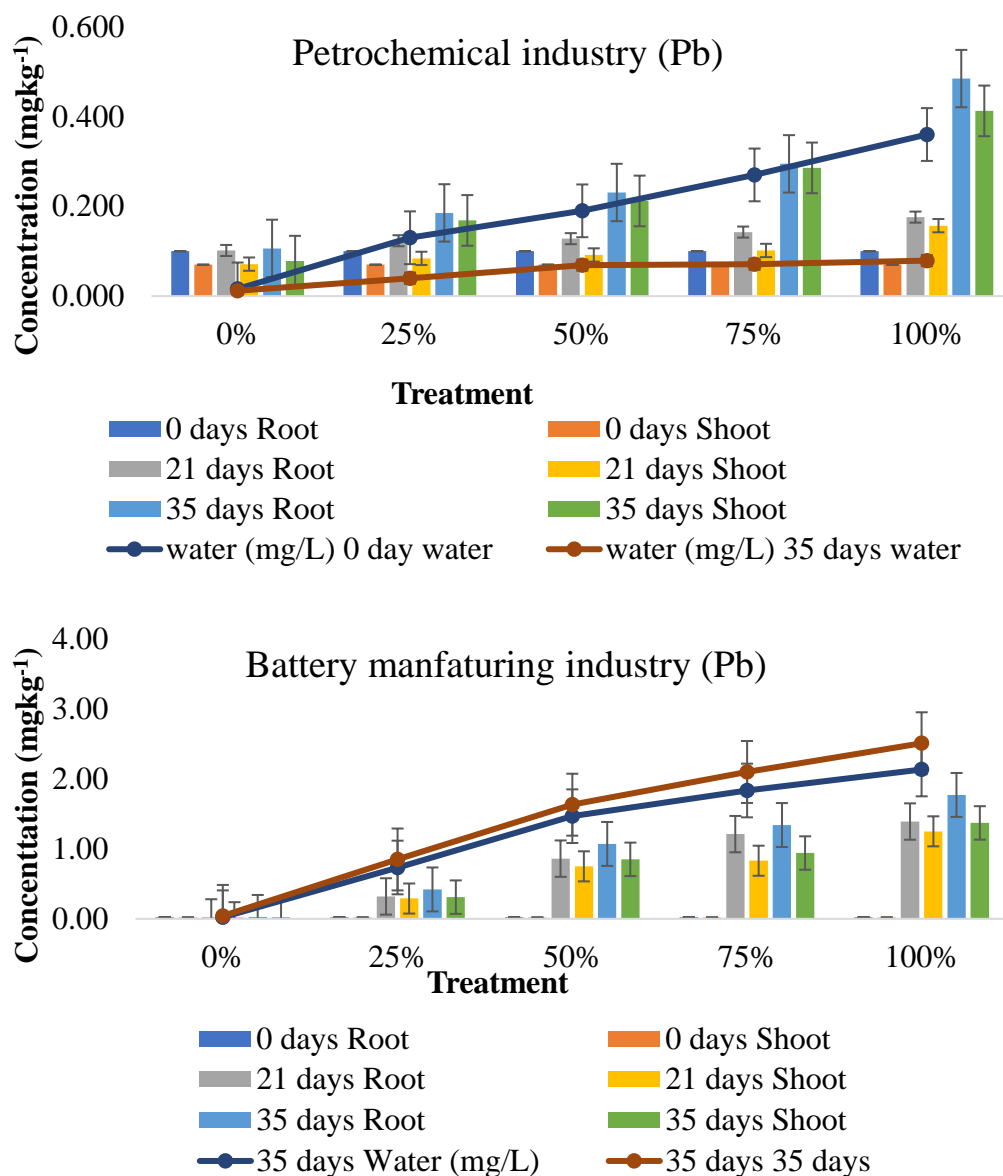 Petrochemical industry (Pb)
Concentration (mgkg-1)
0.600
0.400
0.200
0.000
0% 25% 50% 75% 100%
Treatment
0 days Root 0 days Shoot
21 days Root 21 days Shoot
35 days Root 35 days Shoot
water (mg/L) 0 day water water (mg/L) 35 days water
Battery manfaturing industry (Pb)
Concenttation (mgkg-1)
4.00
3.00
2.00
1.00
0.00
0% 25% 50% 75% 100%
Treatment
0 days Root 0 days Shoot
21 days Root 21 days Shoot
35 days Root 35 days Shoot
35 days Water (mg/L) 35 days 35 days